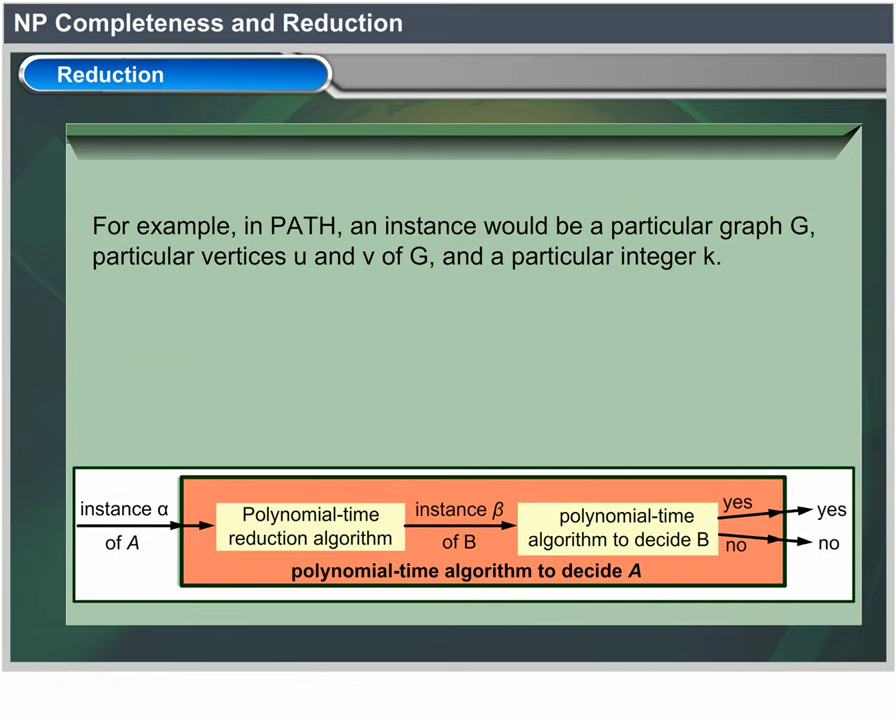 NP Completeness and Reduction
Reduction
For example, in PATH, an instance would be a particular graph G,
particular vertices u and v of G, and a particular integer k.
instance α
of A
Polynomial-time
reduction algorithm
instance β
of B
polynomial-time
algorithm to decide B
yes
no
yes
no
polynomial-time algorithm to decide A